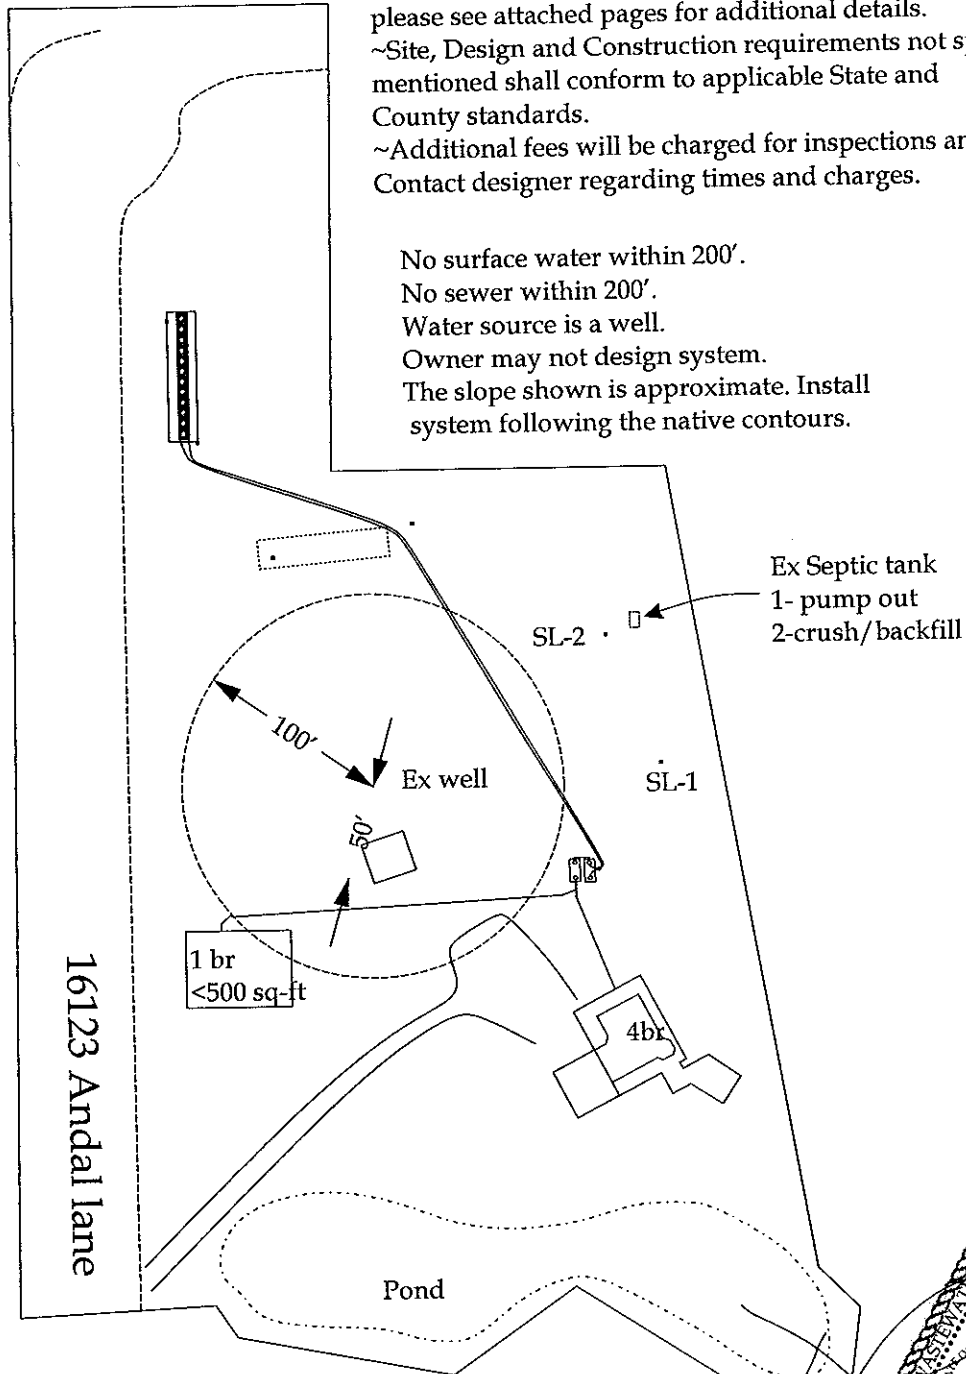 please see attached pages for additional details.
~Site, Design and Construction requirements not
mentioned shall conform to applicable State and
County standards.
~Additional fees will be charged for inspections
Contact designer regarding times and charges.
No surface water within 200'.
No sewer within 200'.
Water source is a well.
Owner may not design system.
The slope shown is approximate. Install
system following the native contours.
Ex Septic tank
1- pump out
2-crush/backfill
SL-2
100'
Ex well
SL-1
50'
1 br
<500 sq-ft
4br
16123 Andal lane
Pond